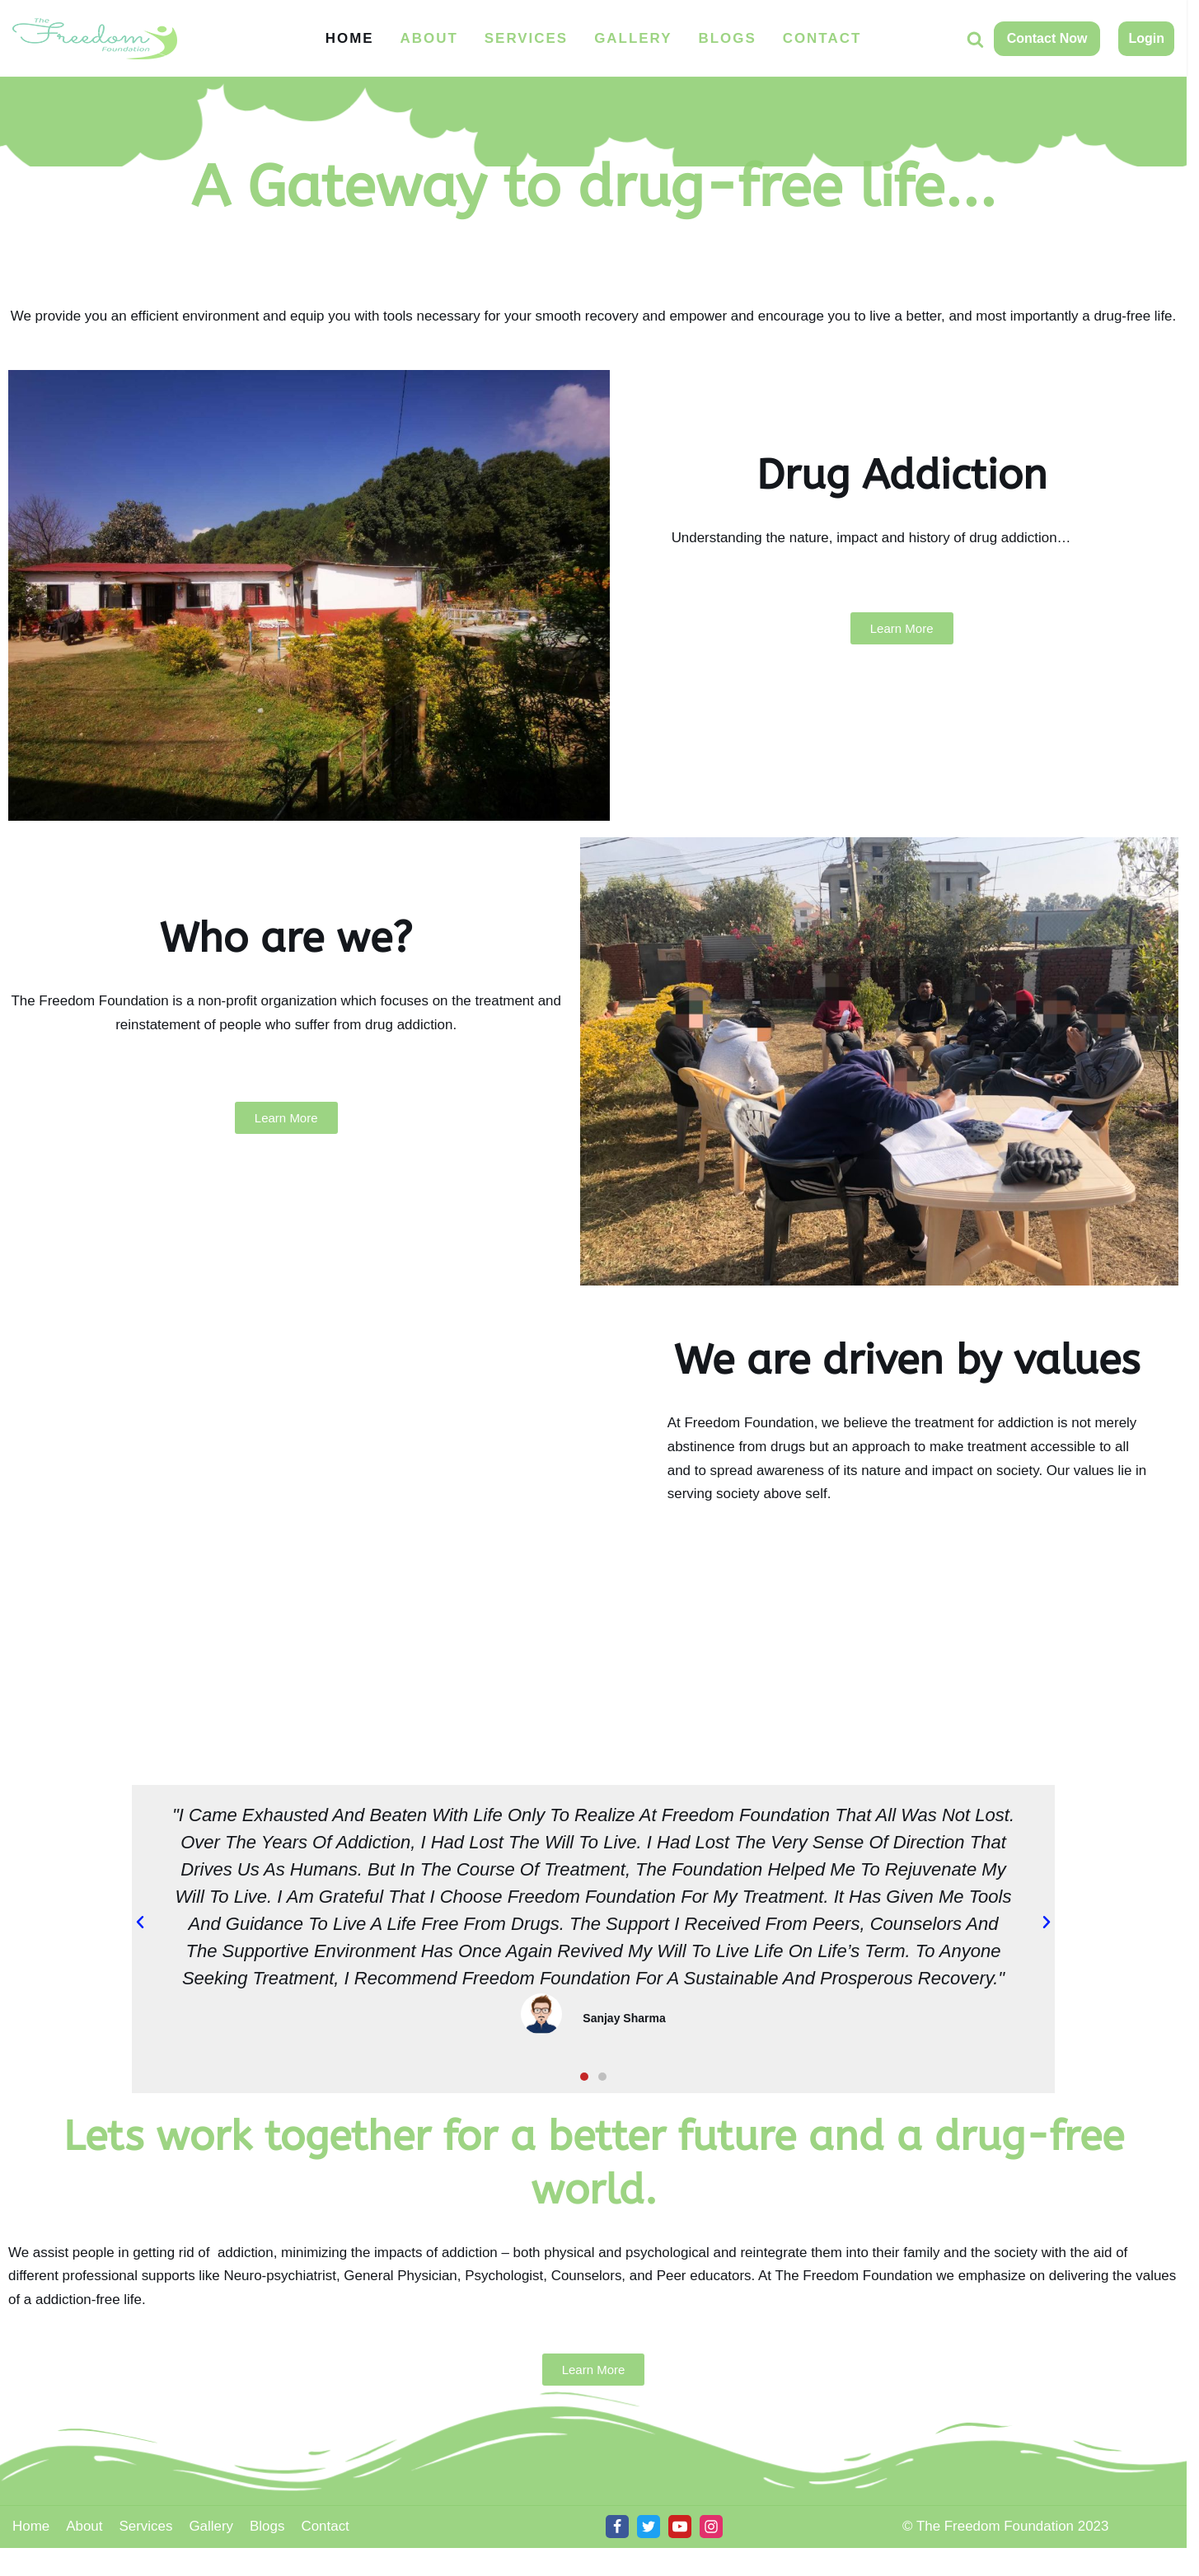 The
Freedom
Foundation
HOME ABOUT SERVICES GALLERY BLOGS CONTACT
Contact Now Login
A Gateway to drug-free life...
We provide you an efficient environment and equip you with tools necessary for your smooth recovery and empower and encourage you to live a better, and most importantly a drug-free life.
Drug Addiction
Understanding the nature, impact and history of drug addiction…
Learn More
Who are we?
The Freedom Foundation is a non-profit organization which focuses on the treatment and
reinstatement of people who suffer from drug addiction.
Learn More
We are driven by values
At Freedom Foundation, we believe the treatment for addiction is not merely
abstinence from drugs but an approach to make treatment accessible to all
and to spread awareness of its nature and impact on society. Our values lie in
serving society above self.
"I Came Exhausted And Beaten With Life Only To Realize At Freedom Foundation That All Was Not Lost.
Over The Years Of Addiction, I Had Lost The Will To Live. I Had Lost The Very Sense Of Direction That
Drives Us As Humans. But In The Course Of Treatment, The Foundation Helped Me To Rejuvenate My
Will To Live. I Am Grateful That I Choose Freedom Foundation For My Treatment. It Has Given Me Tools
And Guidance To Live A Life Free From Drugs. The Support I Received From Peers, Counselors And
The Supportive Environment Has Once Again Revived My Will To Live Life On Life’s Term. To Anyone
Seeking Treatment, I Recommend Freedom Foundation For A Sustainable And Prosperous Recovery."
Sanjay Sharma
Lets work together for a better future and a drug-free
world.
We assist people in getting rid of  addiction, minimizing the impacts of addiction – both physical and psychological and reintegrate them into their family and the society with the aid of
different professional supports like Neuro-psychiatrist, General Physician, Psychologist, Counselors, and Peer educators. At The Freedom Foundation we emphasize on delivering the values
of a addiction-free life.
Learn More
Home About Services Gallery Blogs Contact
© The Freedom Foundation 2023